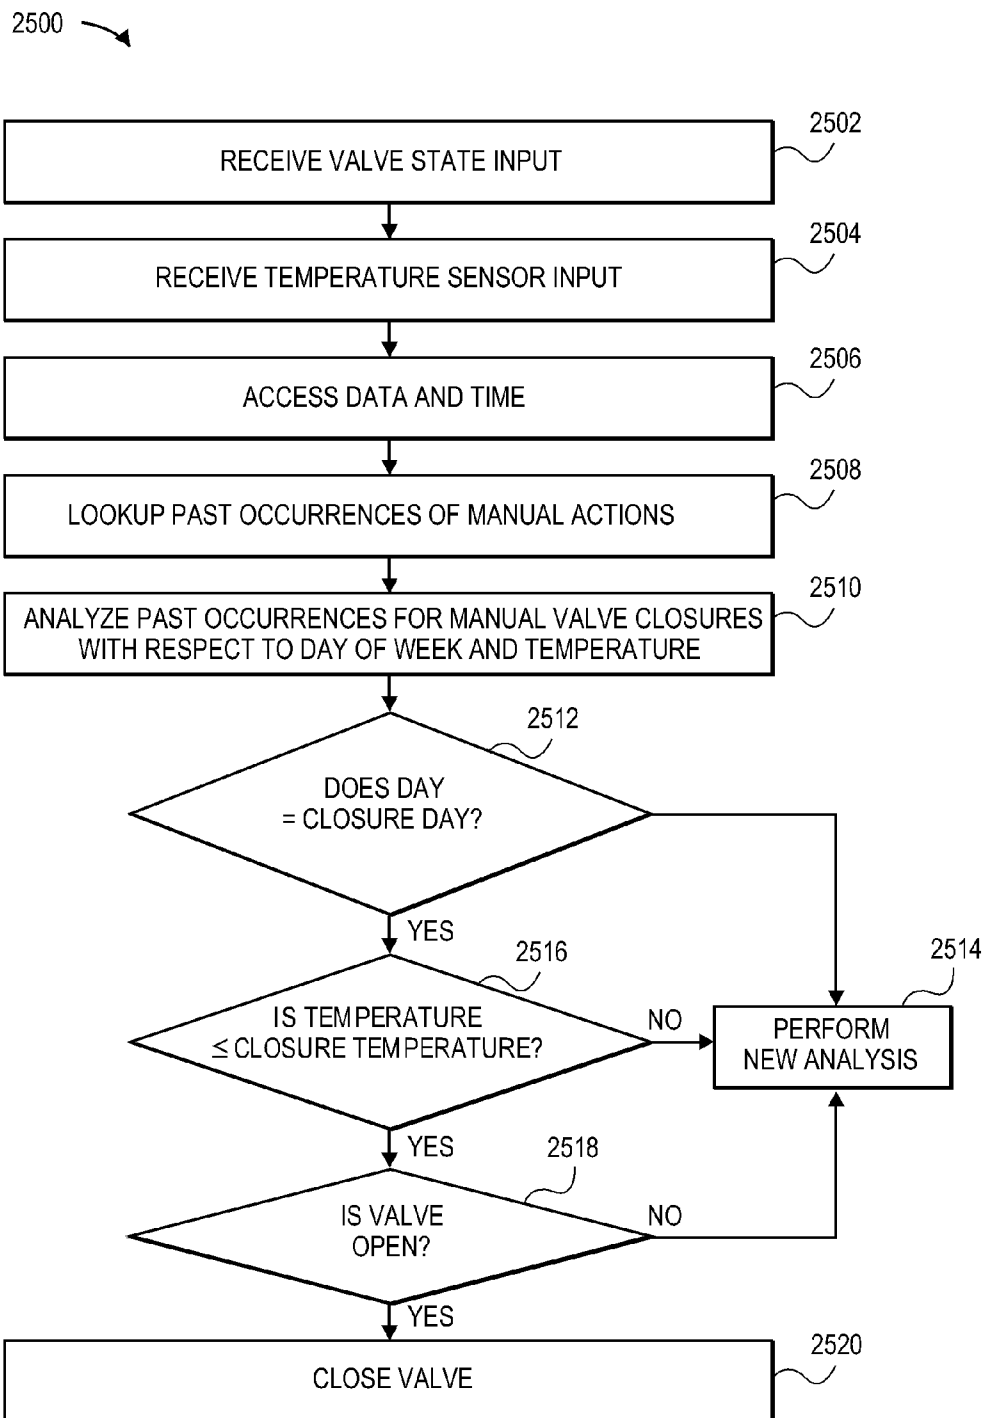 2500
2502
RECEIVE VALVE STATE INPUT
2504
RECEIVE TEMPERATURE SENSOR INPUT
2506
ACCESS DATA AND TIME
2508
LOOKUP PAST OCCURRENCES OF MANUAL ACTIONS
2510
ANALYZE PAST OCCURRENCES FOR MANUAL VALVE CLOSURES
WITH RESPECT TO DAY OF WEEK AND TEMPERATURE
2512
DOES DAY
= CLOSURE DAY?
YES
2516
IS TEMPERATURE
≤ CLOSURE TEMPERATURE?
NO
2514
PERFORM
NEW ANALYSIS
YES
2518
IS VALVE
OPEN?
NO
YES
2520
CLOSE VALVE